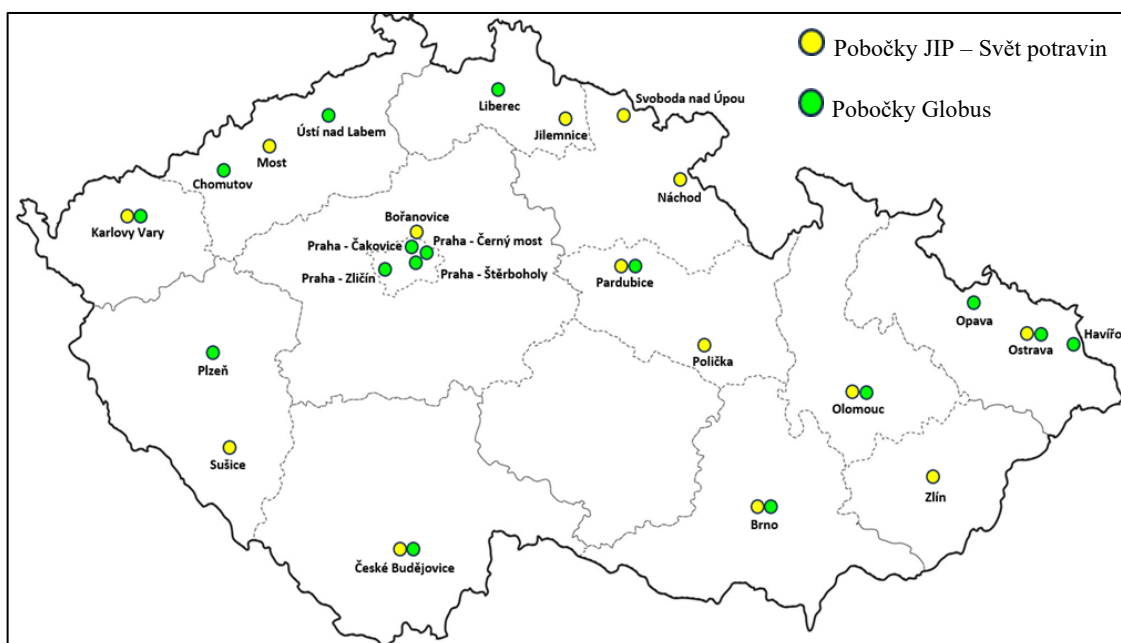 Pobočky JIP – Svět potravin
Pobočky Globus
Svoboda nad Úpou
Liberec
Jilemnice
Ústí nad Labem
Most
Chomutov
Náchod
Karlovy Vary
Bořanovice
Praha - Čakovice
Praha - Černý most
Praha - Zličín
Praha - Štěrboholy
Pardubice
Opava
Ostrava
Havířo
Polička
Plzeň
Olomouc
Sušice
Zlín
Brno
České Budějovice